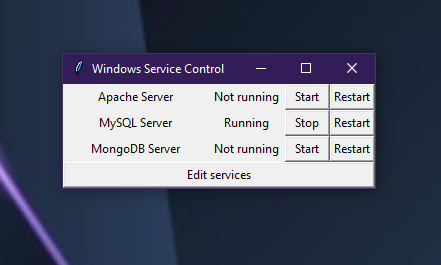 Windows Service Control
Apache Server Not running Start Restart
MySQL Server Running Stop Restart
MongoDB Server Not running Start Restart
Edit services